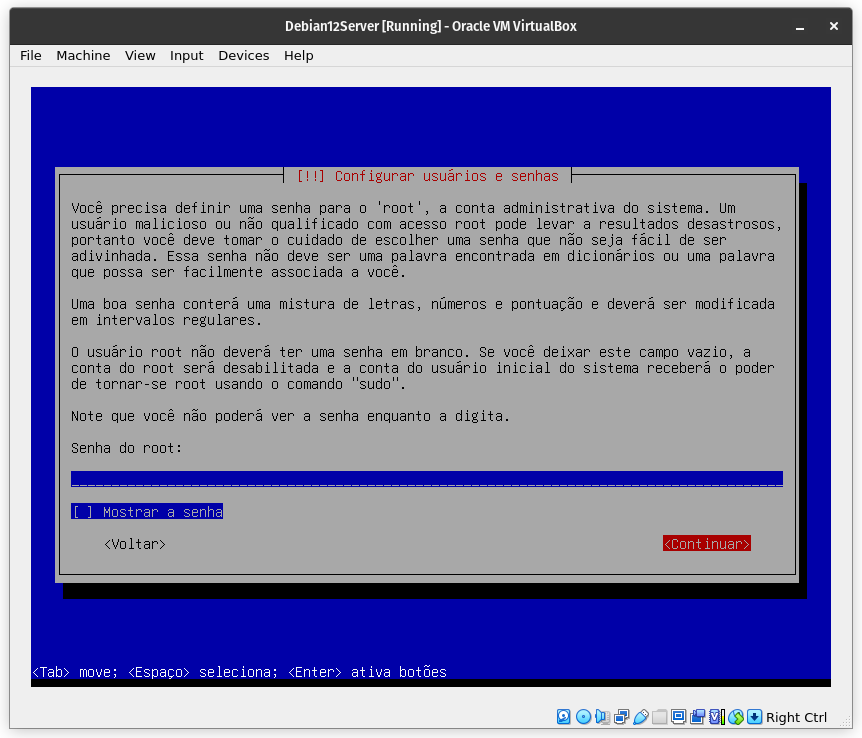 Debian12Server [Running] - Oracle VM VirtualBox
File Machine View Input Devices Help
[!!] Configurar usuários e senhas
Você precisa definir uma senha para o 'root', a conta administrativa do sistema. Um
usuário malicioso ou não qualificado com acesso root pode levar a resultados desastrosos,
portanto você deve tomar o cuidado de escolher uma senha que não seja fácil de ser
adivinhada. Essa senha não deve ser uma palavra encontrada em dicionários ou uma palavra
que possa ser facilmente associada a você.
Uma boa senha conterá uma mistura de letras, números e pontuação e deverá ser modificada
em intervalos regulares.
O usuário root não deverá ter uma senha em branco. Se você deixar este campo vazio, a
conta do root será desabilitada e a conta do usuário inicial do sistema receberá o poder
de tornar-se root usando o comando "sudo".
Note que você não poderá ver a senha enquanto a digita.
Senha do root:
[ ] Mostrar a senha
<Voltar> <Continuar>
<Tab> move; <Espaço> seleciona; <Enter> ativa botões
Right Ctrl